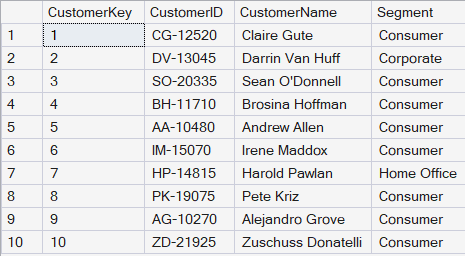 CustomerKey CustomerID CustomerName Segment
1 1 CG-12520 Claire Gute Consumer
2 2 DV-13045 Darrin Van Huff Corporate
3 3 SO-20335 Sean O'Donnell Consumer
4 4 BH-11710 Brosina Hoffman Consumer
5 5 AA-10480 Andrew Allen Consumer
6 6 IM-15070 Irene Maddox Consumer
7 7 HP-14815 Harold Pawlan Home Office
8 8 PK-19075 Pete Kriz Consumer
9 9 AG-10270 Alejandro Grove Consumer
10 10 ZD-21925 Zuschuss Donatelli Consumer